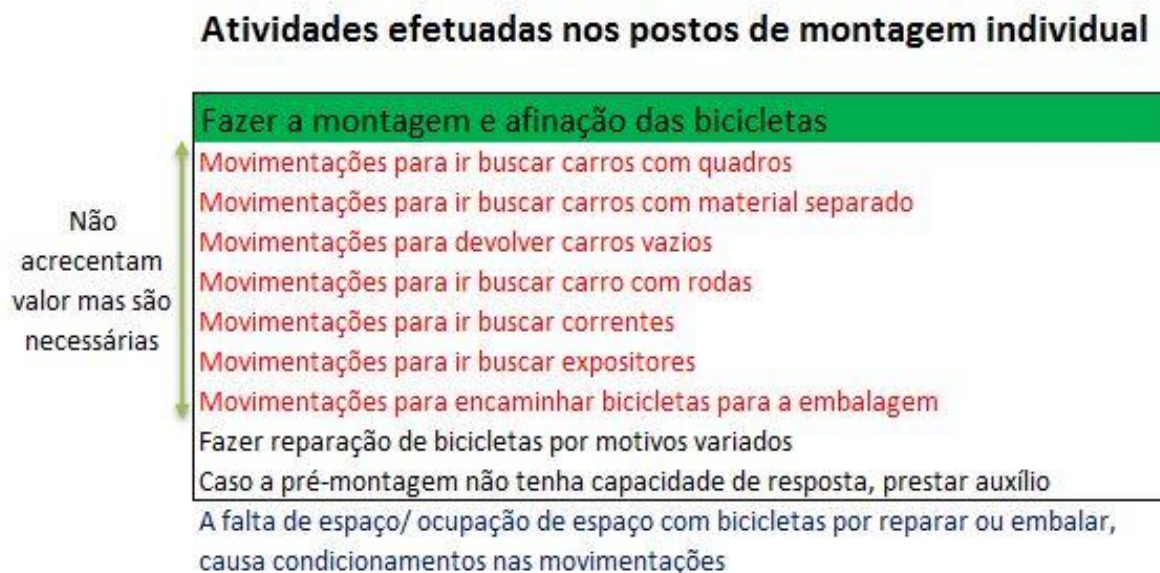 Atividades efetuadas nos postos de montagem individual
Fazer a montagem e afinação das bicicletas
Movimentações para ir buscar carros com quadros
Movimentações para ir buscar carros com material separado
Movimentações para devolver carros vazios
Movimentações para ir buscar carro com rodas
Movimentações para ir buscar correntes
Movimentações para ir buscar expositores
Movimentações para encaminhar bicicletas para a embalagem
Não
acrecentam
valor mas são
necessárias
Fazer reparação de bicicletas por motivos variados
Caso a pré-montagem não tenha capacidade de resposta, prestar auxílio
A falta de espaço/ ocupação de espaço com bicicletas por reparar ou embalar,
causa condicionamentos nas movimentações